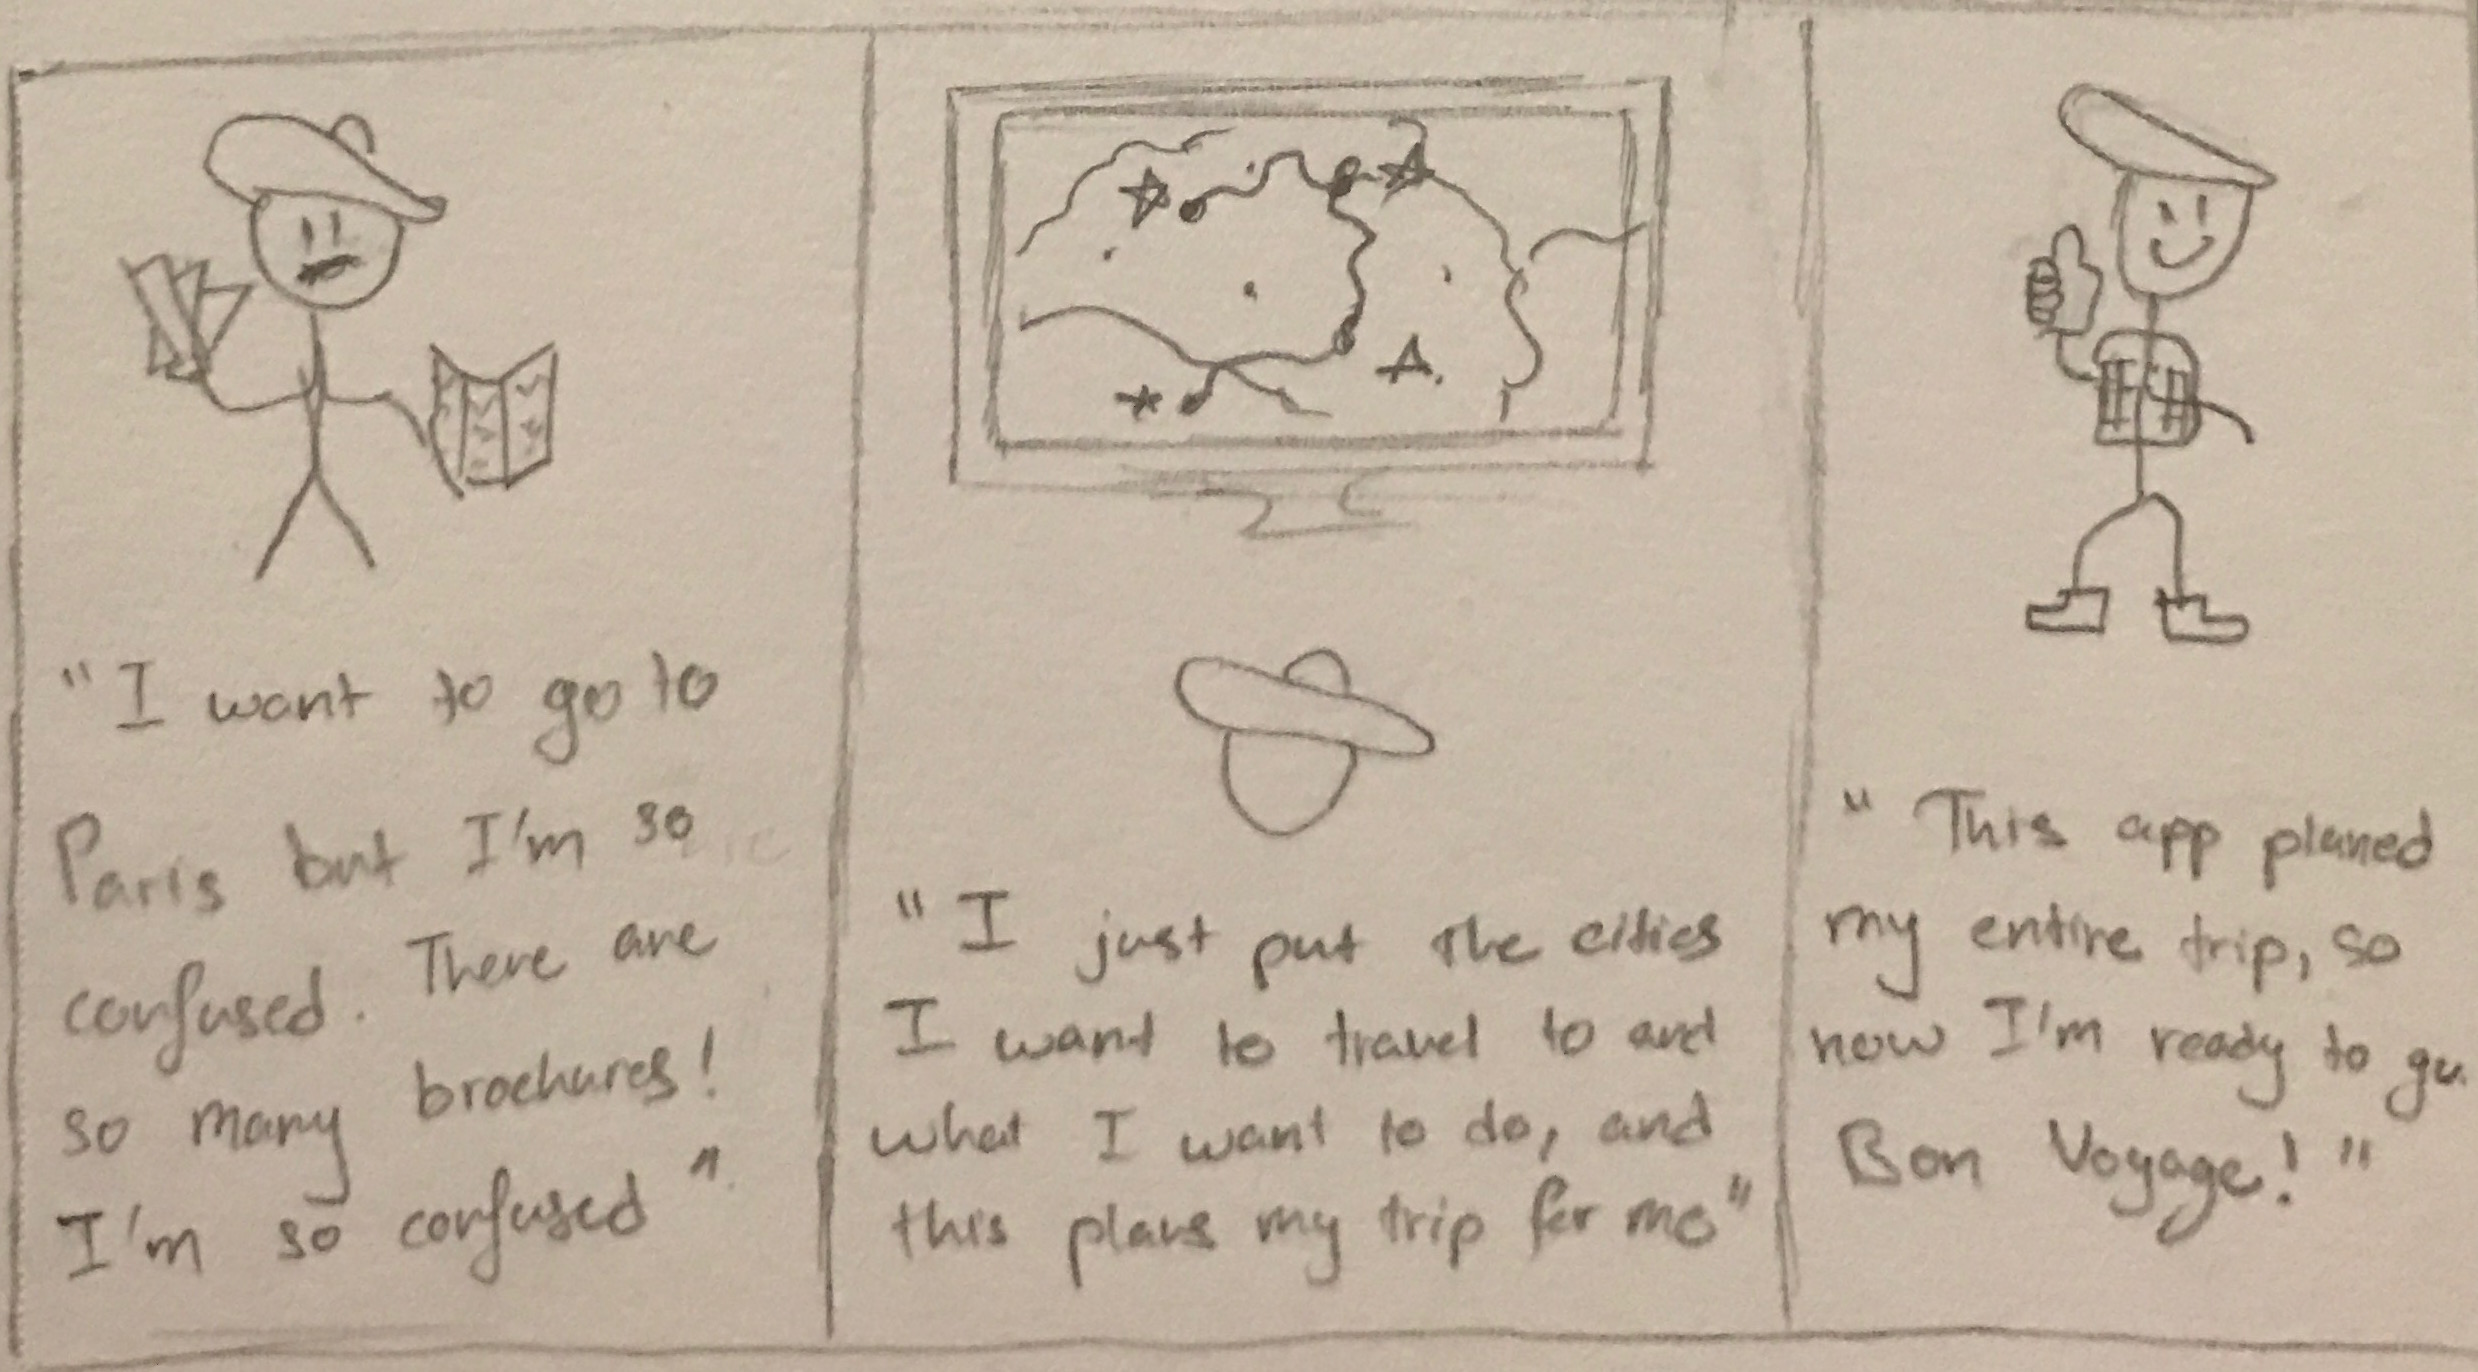 "I want to go to
Paris but I'm so
confused. There are
so many brochures!
I'm so confused".
"I just put the cities
I want to travel to and
what I want to do, and
this plans my trip for me"
"This app planed
my entire trip, so
now I'm ready to go.
Bon Voyage!"